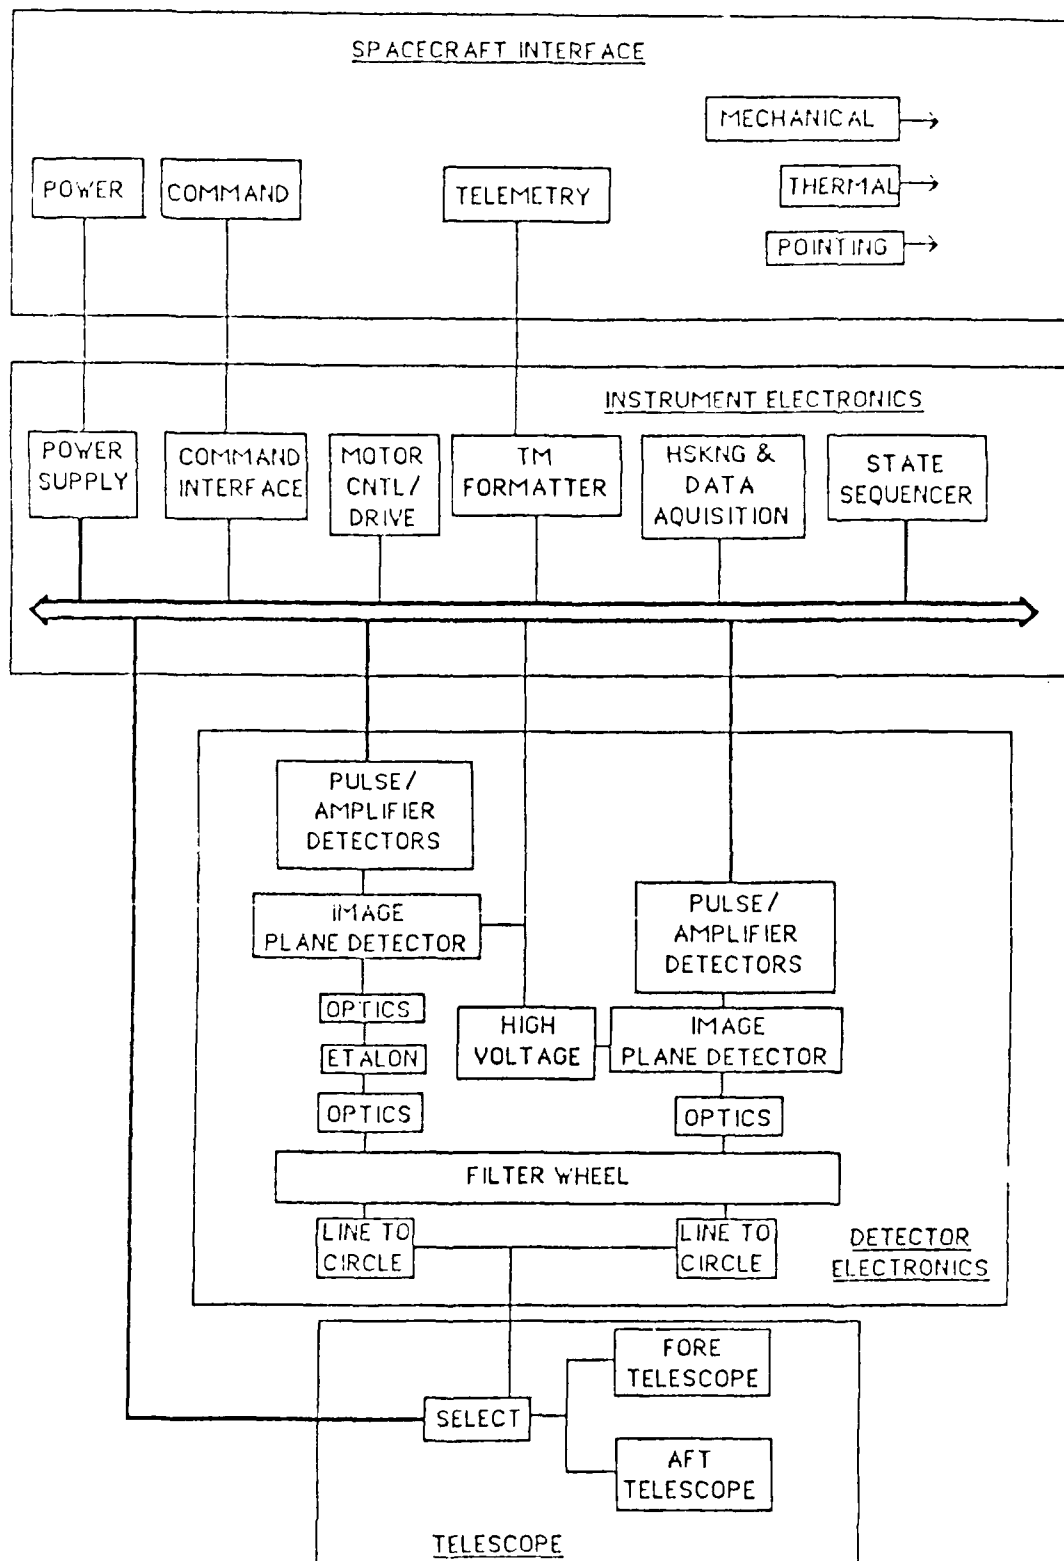 SPACECRAFT INTERFACE
MECHANICAL
POWER
COMMAND
TELEMETRY
THERMAL
POINTING
INSTRUMENT ELECTRONICS
POWER
SUPPLY
COMMAND
INTERFACE
MOTOR
CNTL/
DRIVE
TM
FORMATTER
HSKNG &
DATA
AQUISITION
STATE
SEQUENCER
PULSE/
AMPLIFIER
DETECTORS
IMAGE
PLANE DETECTOR
OPTICS
ETALON
OPTICS
HIGH
VOLTAGE
PULSE/
AMPLIFIER
DETECTORS
IMAGE
PLANE DETECTOR
OPTICS
FILTER WHEEL
LINE TO
CIRCLE
LINE TO
CIRCLE
DETECTOR
ELECTRONICS
FORE
TELESCOPE
SELECT
AFT
TELESCOPE
TELESCOPE